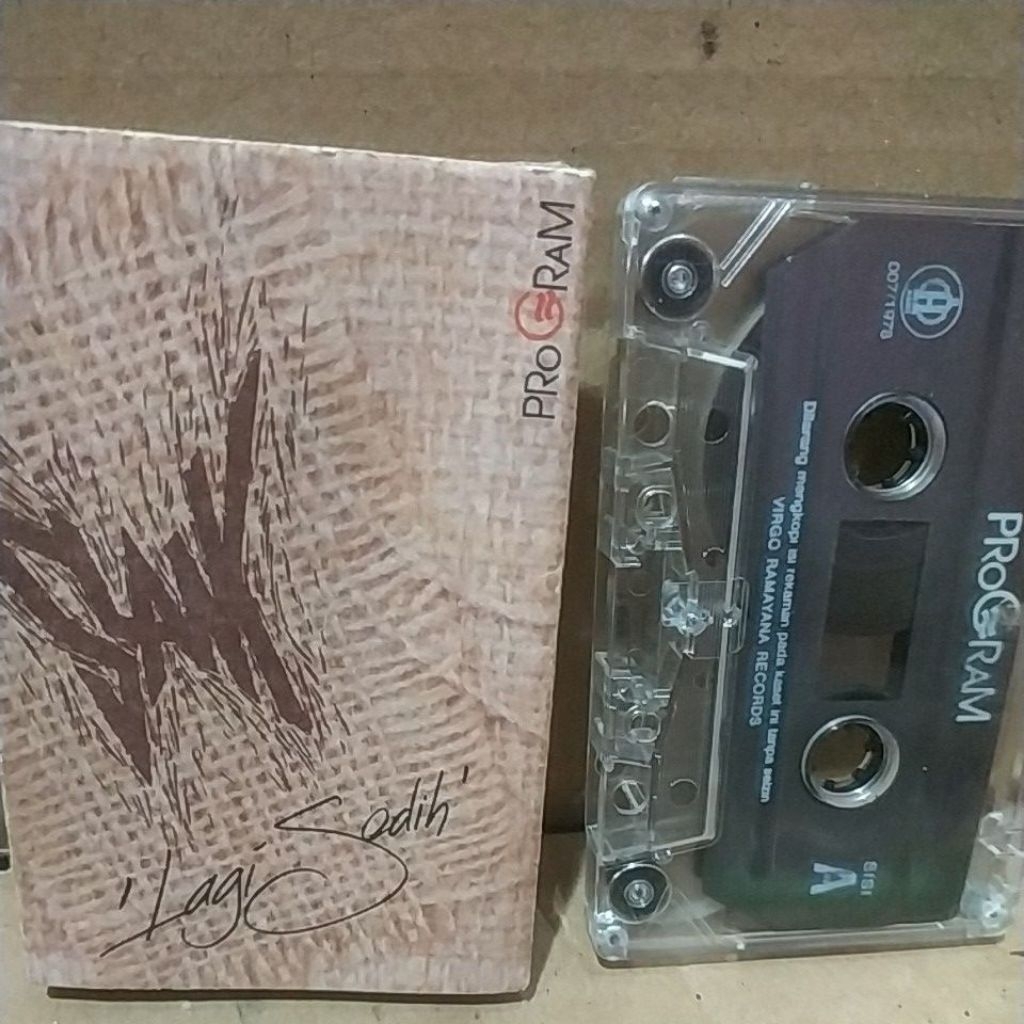 PROGRAM
'Lagi Sedih'
PROGRAM
007/1978
Dilarang mengkopi isi rekaman pada kaset ini tanpa seizin
VIRGO RAMAYANA RECORDS
SISI
A